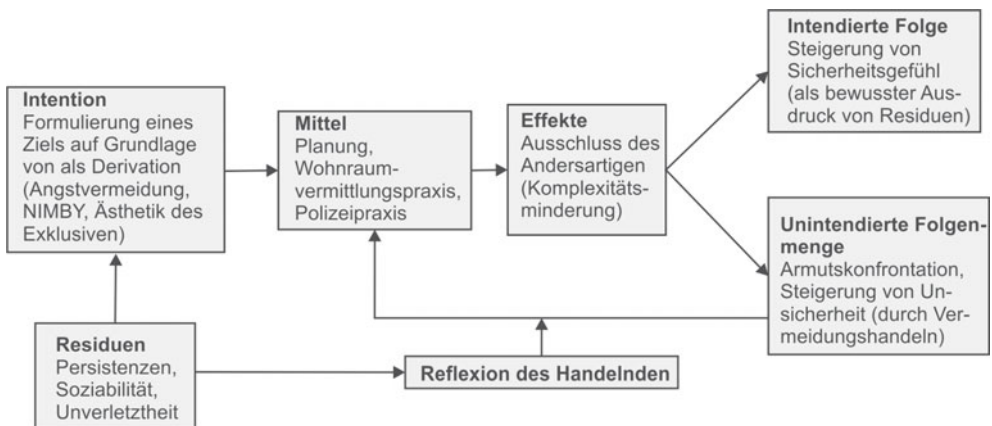 Intention
Formulierung eines
Ziels auf Grundlage
von als Derivation
(Angstvermeidung,
NIMBY, Ästhetik des
Exklusiven)
Mittel
Planung,
Wohnraum-
vermittlungspraxis,
Polizeipraxis
Effekte
Ausschluss des
Andersartigen
(Komplexitäts-
minderung)
Intendierte Folge
Steigerung von
Sicherheitsgefühl
(als bewusster Aus-
druck von Residuen)
Unintendierte Folgen-
menge
Armutskonfrontation,
Steigerung von Un-
sicherheit (durch Ver-
meidungshandeln)
Residuen
Persistenzen,
Soziabilität,
Unverletztheit
Reflexion des Handelnden